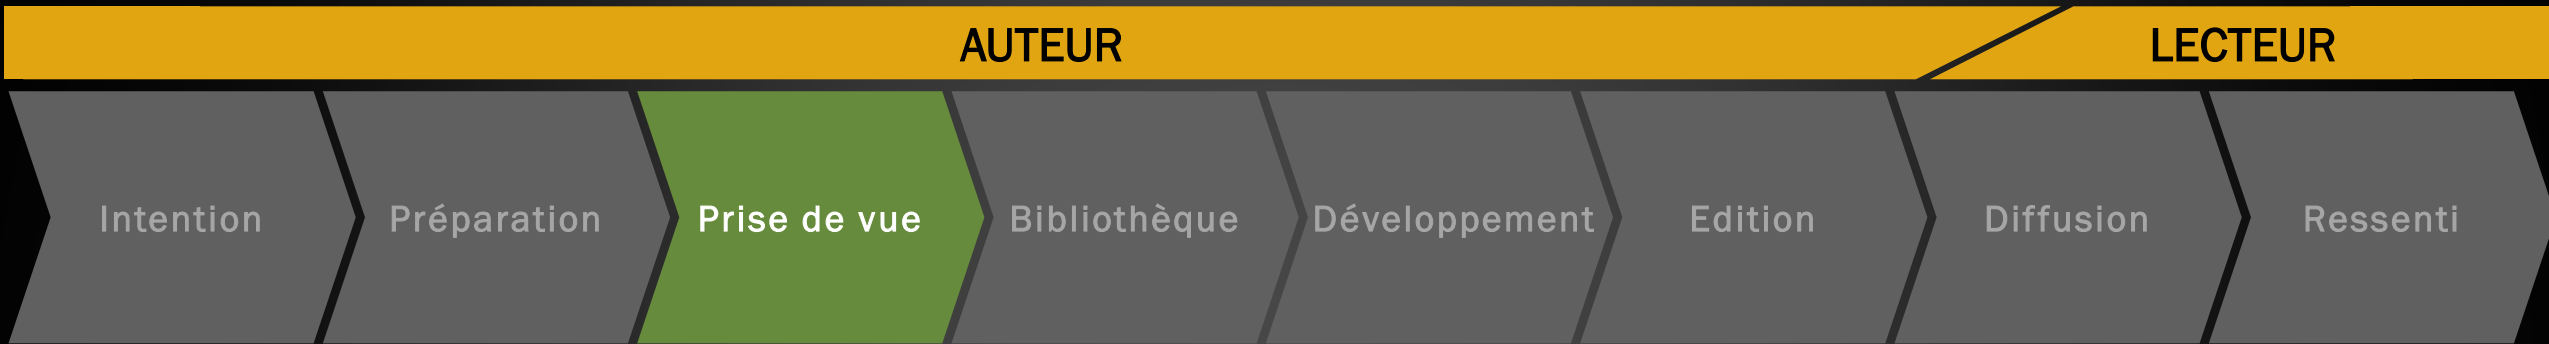 AUTEUR LECTEUR
Intention Préparation Prise de vue Bibliothèque Développement Edition Diffusion Ressenti